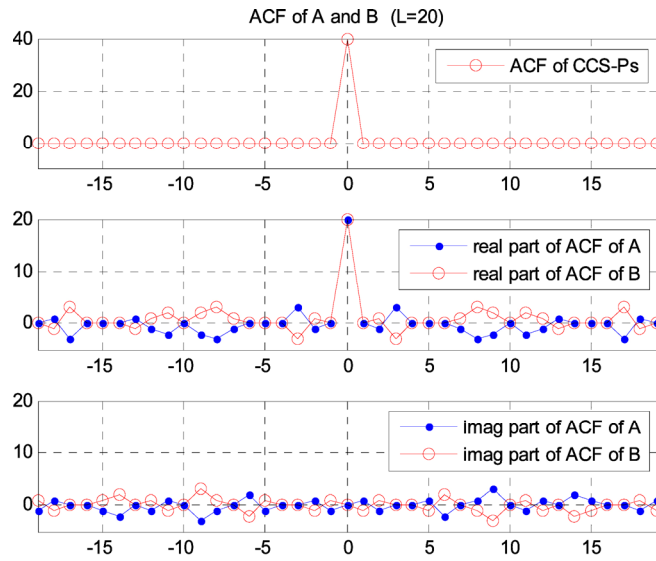 ACF of A and B (L=20)
40
20
0
ACF of CCS-Ps
-15 -10 -5 0 5 10 15
20
10
0
real part of ACF of A
real part of ACF of B
-15 -10 -5 0 5 10 15
20
10
0
imag part of ACF of A
imag part of ACF of B
-15 -10 -5 0 5 10 15